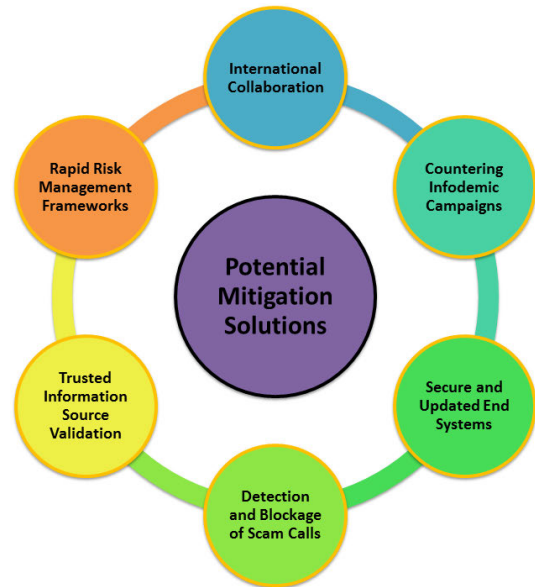 International
Collaboration
Countering
Infodemic
Campaigns
Secure and
Updated End
Systems
Detection
and Blockage
of Scam Calls
Trusted
Information
Source
Validation
Rapid Risk
Management
Frameworks
Potential
Mitigation
Solutions